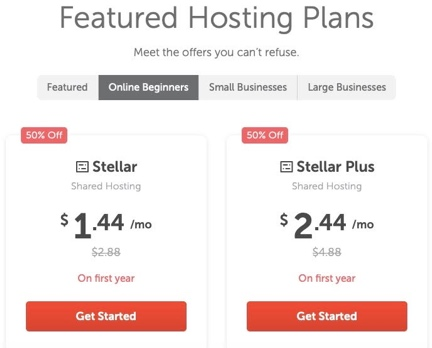 Featured Hosting Plans
Meet the offers you can't refuse.
Featured Online Beginners Small Businesses Large Businesses
50% Off
Stellar
Shared Hosting
$1.44 /mo
$2.88
On first year
Get Started
50% Off
Stellar Plus
Shared Hosting
$2.44 /mo
$4.88
On first year
Get Started